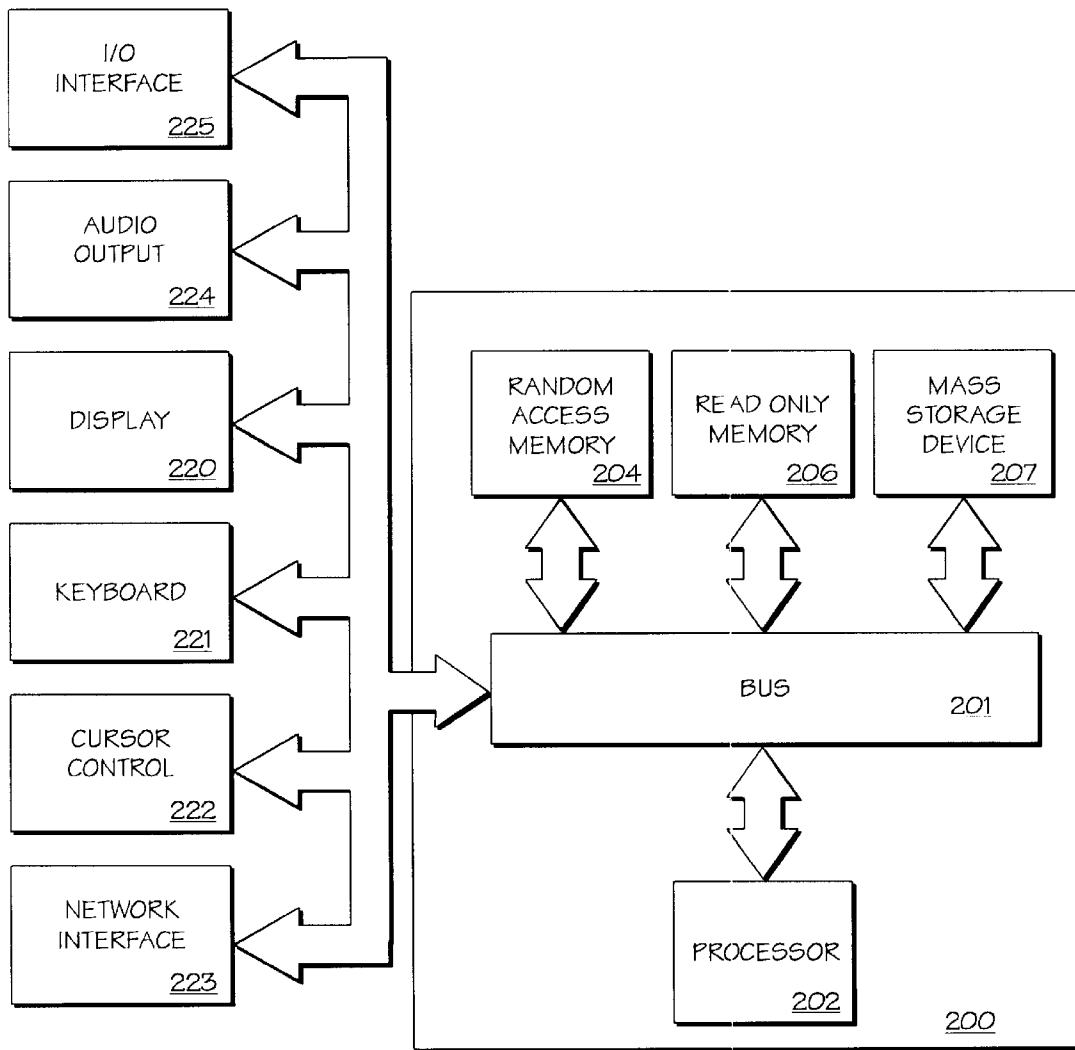 I/O
INTERFACE
225
AUDIO
OUTPUT
224
DISPLAY
220
KEYBOARD
221
CURSOR
CONTROL
222
NETWORK
INTERFACE
223
RANDOM
ACCESS
MEMORY
204
READ ONLY
MEMORY
206
MASS
STORAGE
DEVICE
207
BUS
201
PROCESSOR
202
200